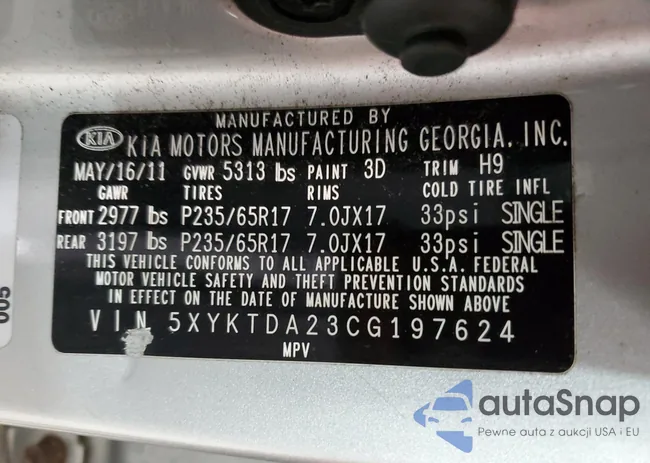 MANUFACTURED BY
KIA KIA MOTORS MANUFACTURING GEORGIA, INC.
MAY/16/11 GVWR 5313 lbs PAINT 3D TRIM H9
GAWR TIRES RIMS COLD TIRE INFL
FRONT 2977 lbs P235/65R17 7.0JX17 33psi SINGLE
REAR 3197 lbs P235/65R17 7.0JX17 33psi SINGLE
THIS VEHICLE CONFORMS TO ALL APPLICABLE U.S.A. FEDERAL
MOTOR VEHICLE SAFETY AND THEFT PREVENTION STANDARDS
IN EFFECT ON THE DATE OF MANUFACTURE SHOWN ABOVE
VIN 5XYKTDA23CG197624
MPV
005
autoSnap
Pewne auta z aukcji USA i EU